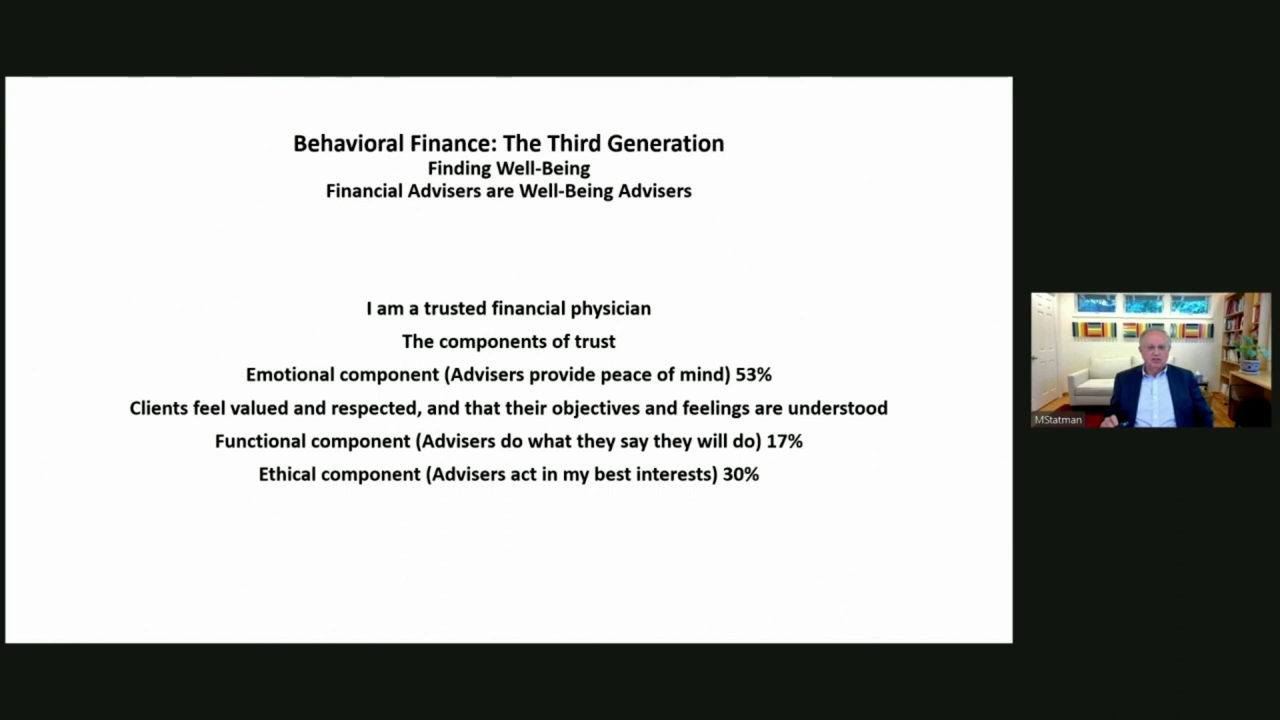 Behavioral Finance: The Third Generation
Finding Well-Being
Financial Advisers are Well-Being Advisers
I am a trusted financial physician
The components of trust
Emotional component (Advisers provide peace of mind) 53%
Clients feel valued and respected, and that their objectives and feelings are understood
Functional component (Advisers do what they say they will do) 17%
Ethical component (Advisers act in my best interests) 30%
MStatman